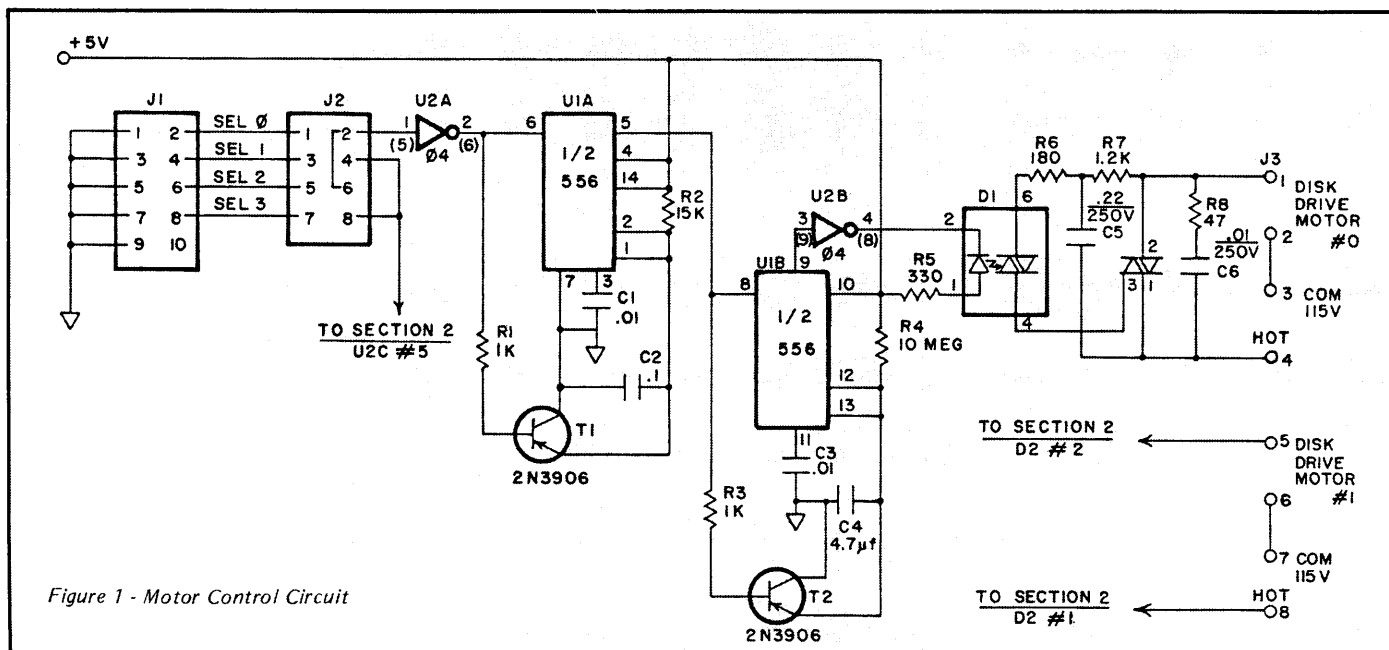 +5V
J1
1 2
3 4
5 6
7 8
9 10
SEL Ø
SEL 1
SEL 2
SEL 3
J2
1 2
3 4
5 6
7 8
TO SECTION 2
U2C #5
U2A
1
(5)
Ø4
2
(6)
R1
1K
T1
2N3906
U1A
6
1/2
556
5
4
14
2
1
7
3
C1
.01
C2
.1
R2
15K
R3
1K
T2
2N3906
U1B
8
9
1/2
556
10
12
13
11
C3
.01
C4
4.7µf
U2B
3
(9)
Ø4
4
(8)
R5
330
R4
10 MEG
D1
2
1
6
4
R6
180
R7
1.2K
.22
250V
C5
2
3
1
R8
47
.01
250V
C6
J3
1 DISK
DRIVE
MOTOR
#0
2
3 COM
115V
HOT
4
TO SECTION 2
D2 #2
5 DISK
DRIVE
MOTOR
#1
6
7 COM
115V
TO SECTION 2
D2 #1
HOT
8
Figure 1 - Motor Control Circuit